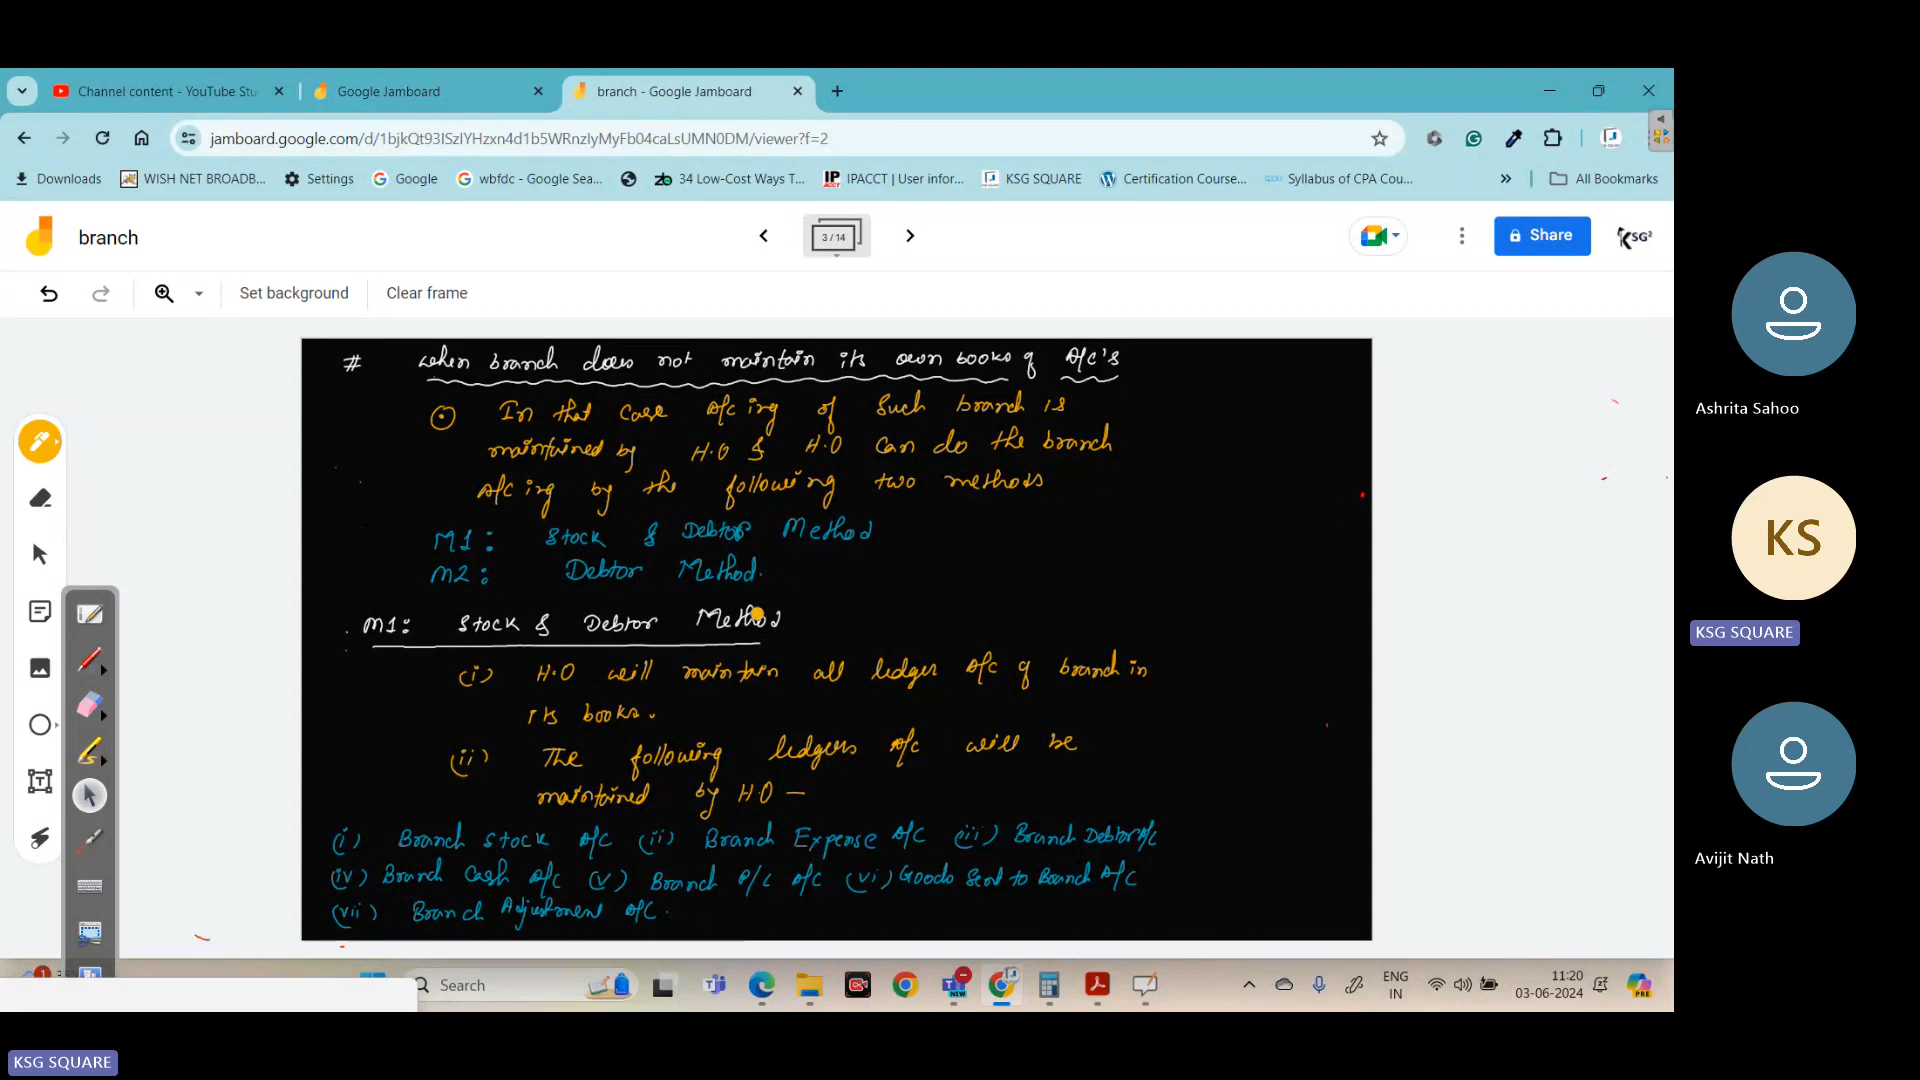 Channel content - YouTube Stu
Google Jamboard
branch - Google Jamboard
jamboard.google.com/d/1bjkQt93ISzIYHzxn4d1b5WRnzlyMyFb04caLsUMN0DM/viewer?f=2
Downloads
WISH NET BROADB...
Settings
Google
wbfdc - Google Sea...
34 Low-Cost Ways T...
IPACCT | User infor...
KSG SQUARE
Certification Course...
Syllabus of CPA Cou...
»
All Bookmarks
branch
3 / 14
Share
KSG²
Set background
Clear frame
# when branch does not maintain its own books of A/c's
⊙ In that case A/c ing of such branch is
maintained by H.O & H.O can do the branch
A/c ing by the following two methods
M1: Stock & Debtor Method
M2: Debtor Method.
M1: Stock & Debtor Method
(i) H.O will maintain all ledger A/c of branch in
its books.
(ii) The following ledgers A/c will be
maintained by H.O —
(i) Branch Stock A/C (ii) Branch Expense A/C (iii) Branch Debtor A/c
(iv) Branch Cash A/c (v) Branch P/L A/C (vi) Goods Sent to Branch A/C
(vii) Branch Adjustment A/C.
Ashrita Sahoo
KS
KSG SQUARE
Avijit Nath
Search
NEW
ENG
IN
11:20
03-06-2024
PRE
KSG SQUARE